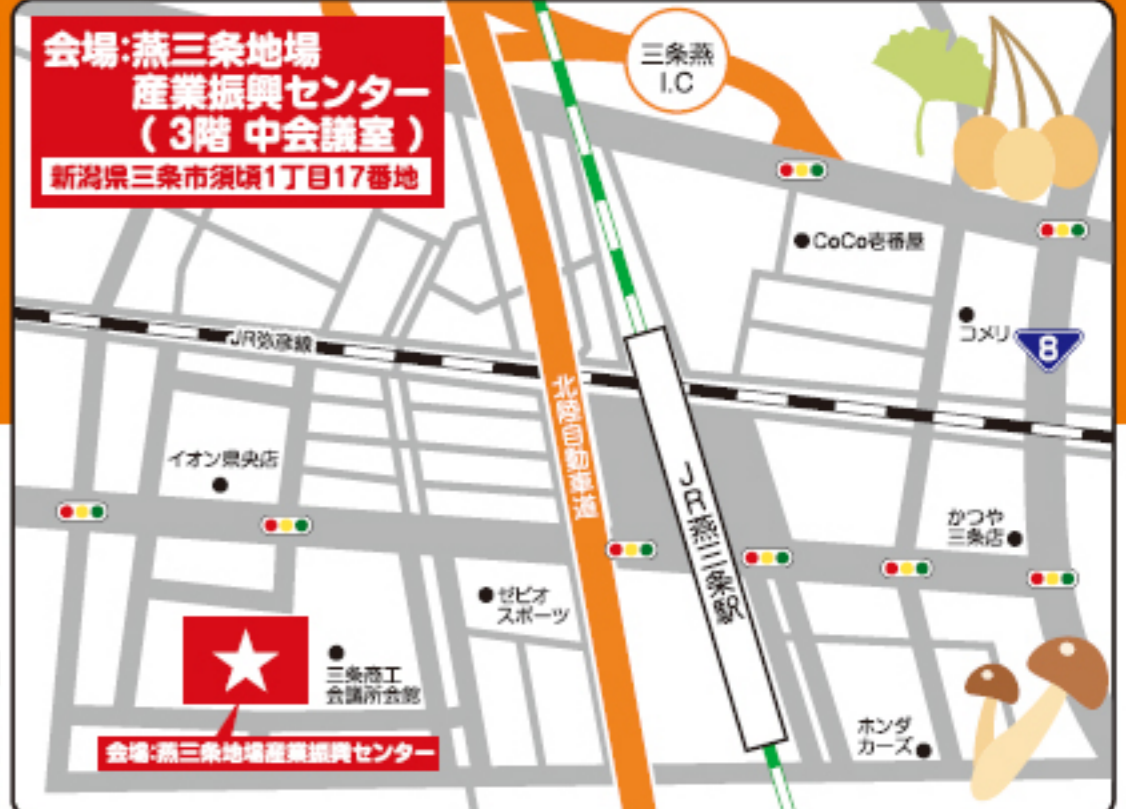 会場:燕三条地場
産業振興センター
( 3階 中会議室 )
新潟県三条市須頃1丁目17番地
三条燕
I.C
CoCo壱番屋
コメリ
8
JR弥彦線
北陸自動車道
イオン県央店
JR燕三条駅
かつや
三条店
ゼビオ
スポーツ
三条商工
会議所会館
ホンダ
カーズ
会場:燕三条地場産業振興センター